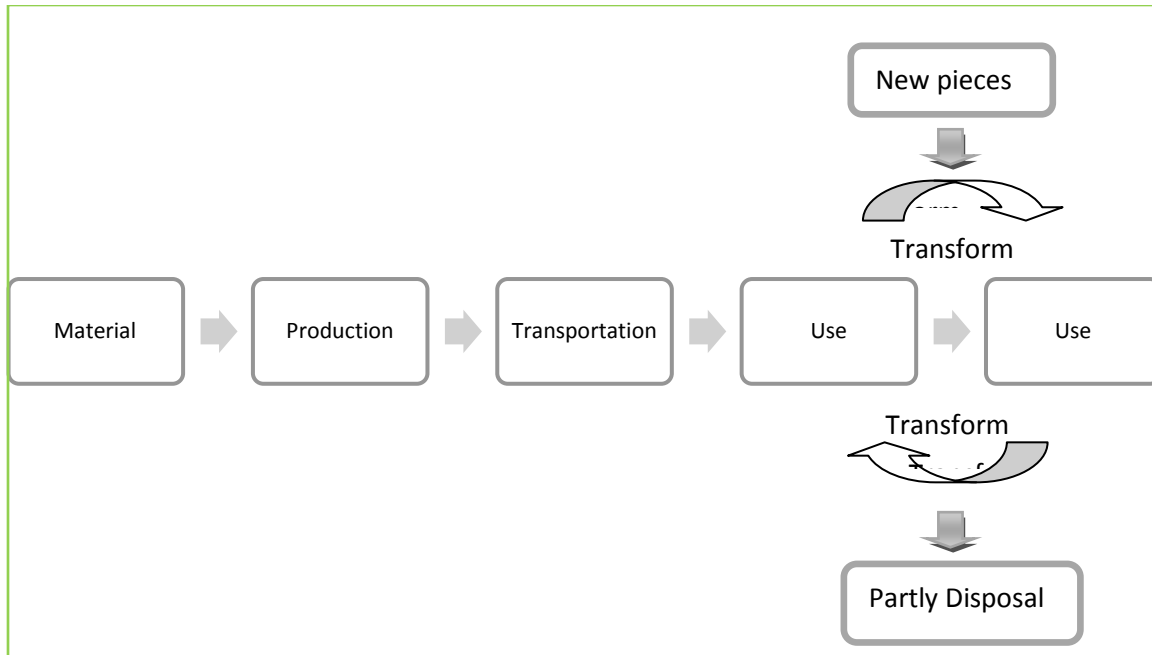 New pieces
Transform
Material
Production
Transportation
Use
Use
Transform
Partly Disposal